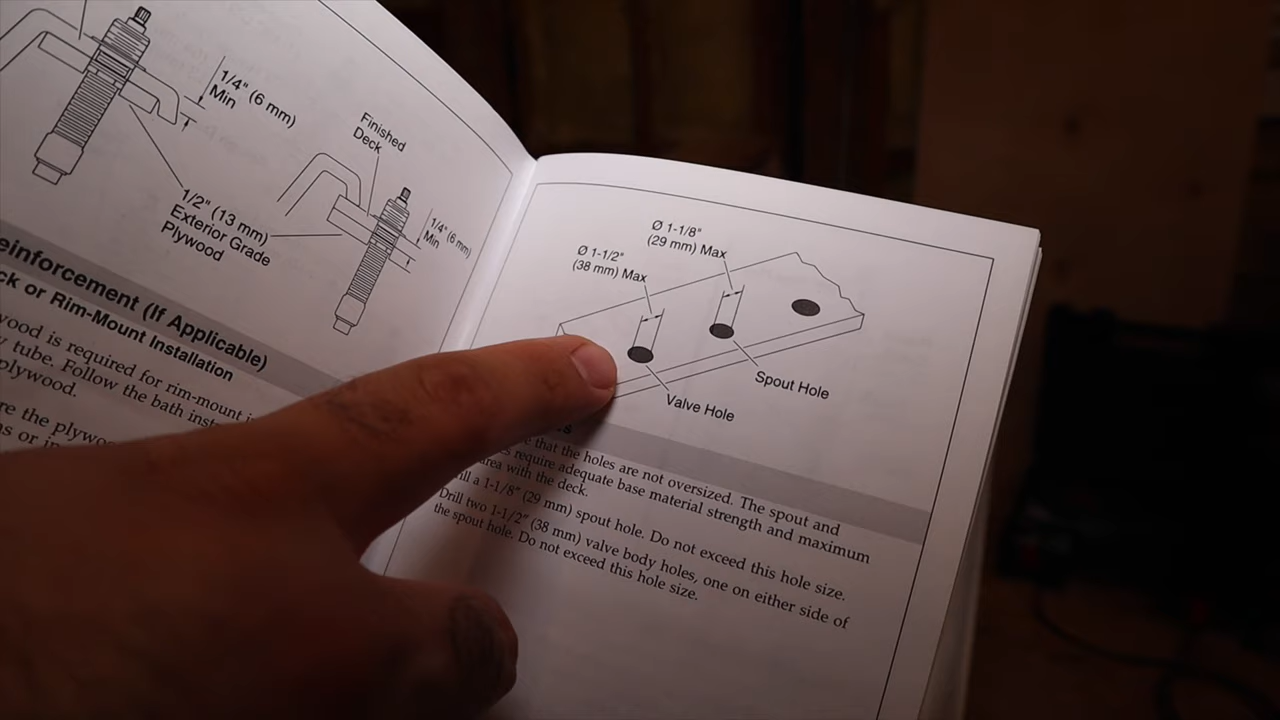 1/4" (6 mm)
Min
Finished
Deck
1/2" (13 mm)
Exterior Grade
Plywood
1/4" (6 mm)
Min
einforcement (If Applicable)
ck or Rim-Mount Installation
wood is required for rim-mount
tube. Follow the bath
plywood.
re the
ns or
Ø 1-1/8"
(29 mm) Max
Ø 1-1/2"
(38 mm) Max
Spout Hole
Valve Hole
that the holes are not oversized. The spout and
require adequate base material strength and maximum
area with the deck.
a 1-1/8" (29 mm) spout hole. Do not exceed this hole size.
Drill two 1-1/2" (38 mm) valve body holes, one on either side of
the spout hole. Do not exceed this hole size.